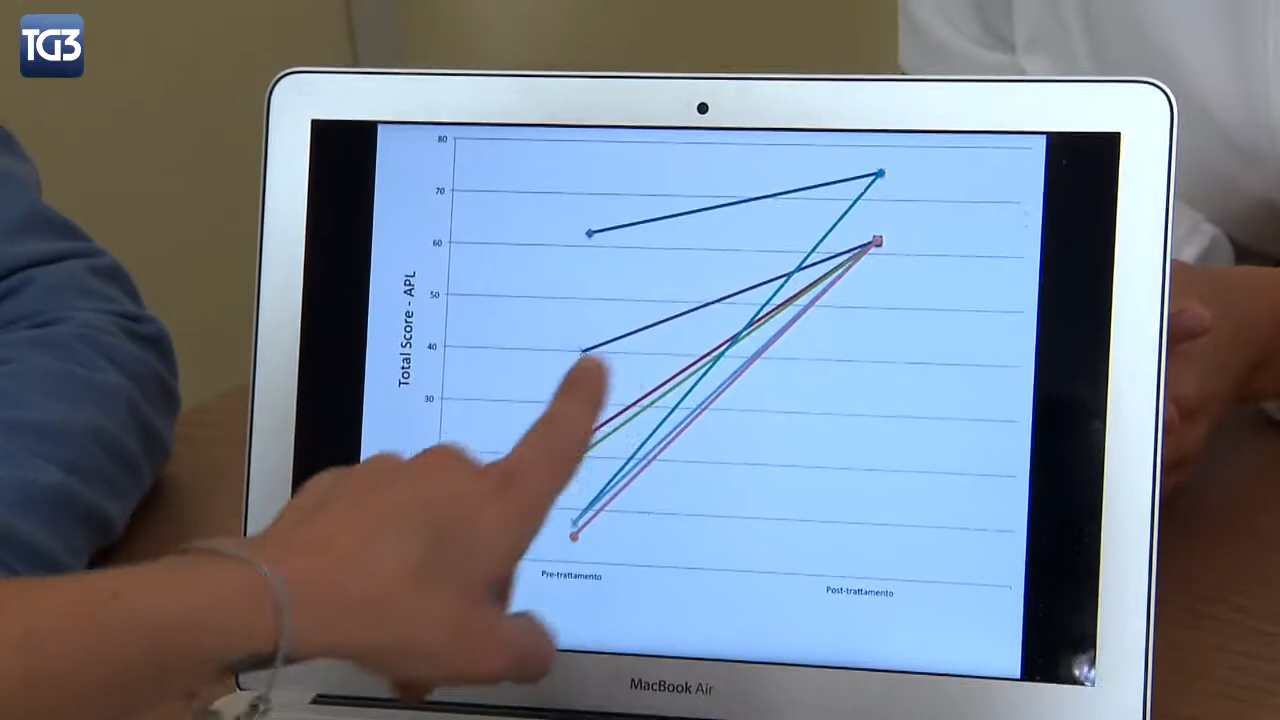 TG3
80
70
60
50
40
30
Total Score - APL
Pre-trattamento
Post-trattamento
MacBook Air